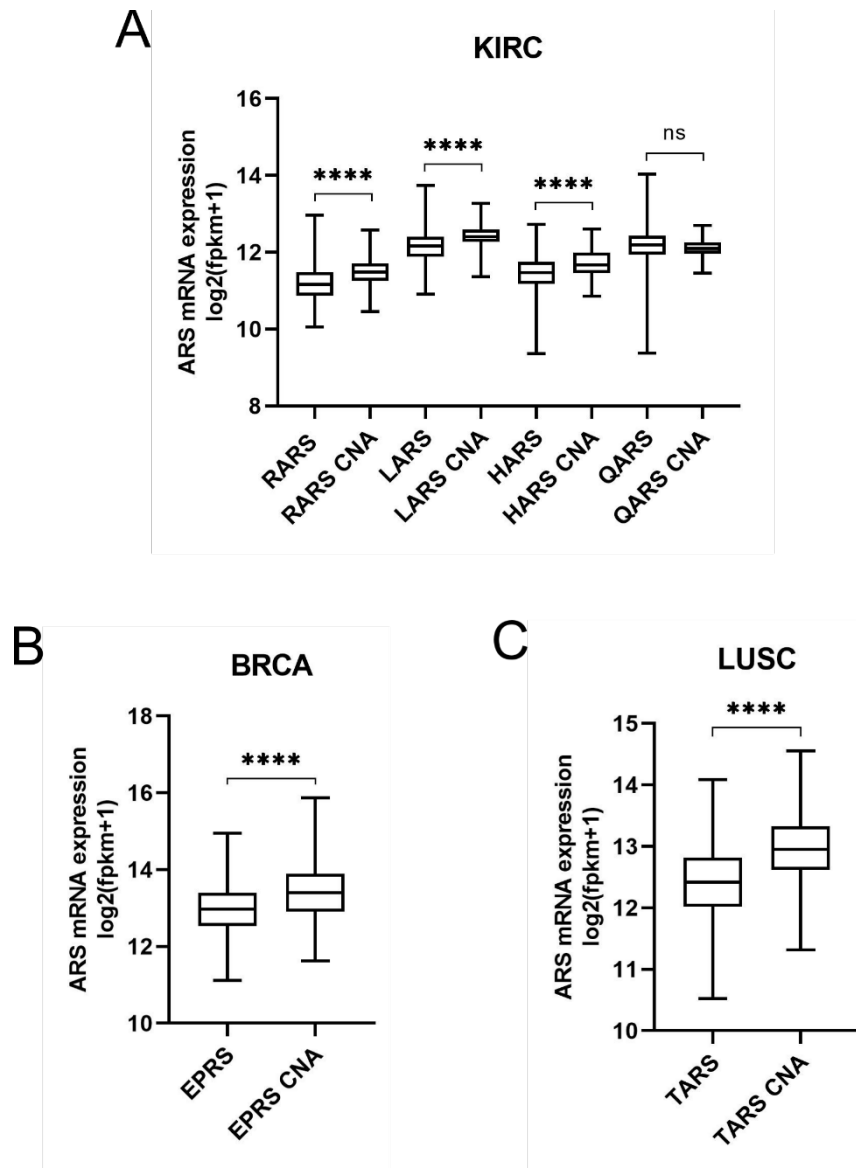 A
KIRC
ARS mRNA expression
log2(fpkm+1)
16
14
12
10
8
****
****
****
ns
RARS
RARS CNA
LARS
LARS CNA
HARS
HARS CNA
QARS
QARS CNA
B
BRCA
ARS mRNA expression
log2(fpkm+1)
18
16
14
12
10
****
EPRS
EPRS CNA
C
LUSC
ARS mRNA expression
log2(fpkm+1)
15
14
13
12
11
10
****
TARS
TARS CNA